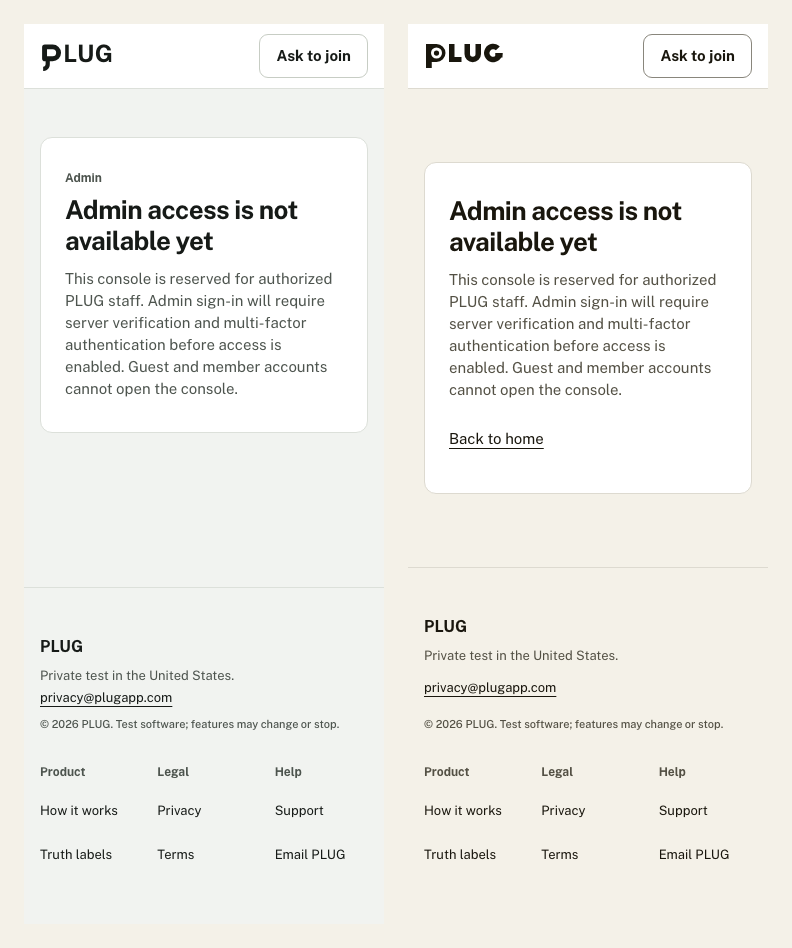 PLUG
Ask to join
Admin
Admin access is not
available yet
This console is reserved for authorized
PLUG staff. Admin sign-in will require
server verification and multi-factor
authentication before access is
enabled. Guest and member accounts
cannot open the console.
PLUG
Private test in the United States.
privacy@plugapp.com
© 2026 PLUG. Test software; features may change or stop.
Product Legal Help
How it works Privacy Support
Truth labels Terms Email PLUG
PLUG
Ask to join
Admin access is not
available yet
This console is reserved for authorized
PLUG staff. Admin sign-in will require
server verification and multi-factor
authentication before access is
enabled. Guest and member accounts
cannot open the console.
Back to home
PLUG
Private test in the United States.
privacy@plugapp.com
© 2026 PLUG. Test software; features may change or stop.
Product Legal Help
How it works Privacy Support
Truth labels Terms Email PLUG